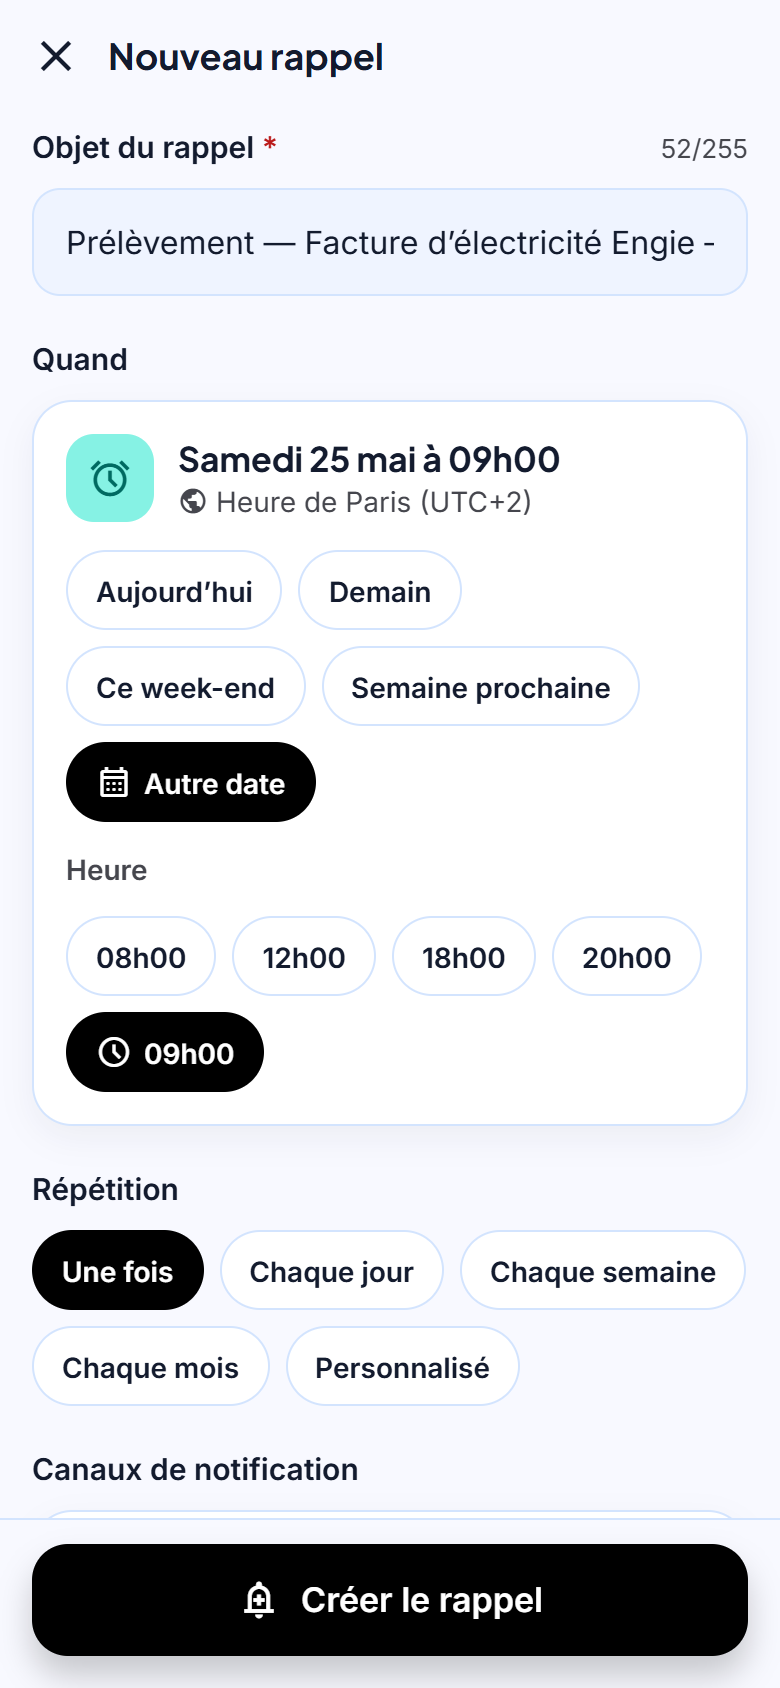 Nouveau rappel
Objet du rappel * 52/255
Prélèvement — Facture d’électricité Engie -
Quand
Samedi 25 mai à 09h00
Heure de Paris (UTC+2)
Aujourd’hui Demain
Ce week-end Semaine prochaine
Autre date
Heure
08h00 12h00 18h00 20h00
09h00
Répétition
Une fois Chaque jour Chaque semaine
Chaque mois Personnalisé
Canaux de notification
Créer le rappel